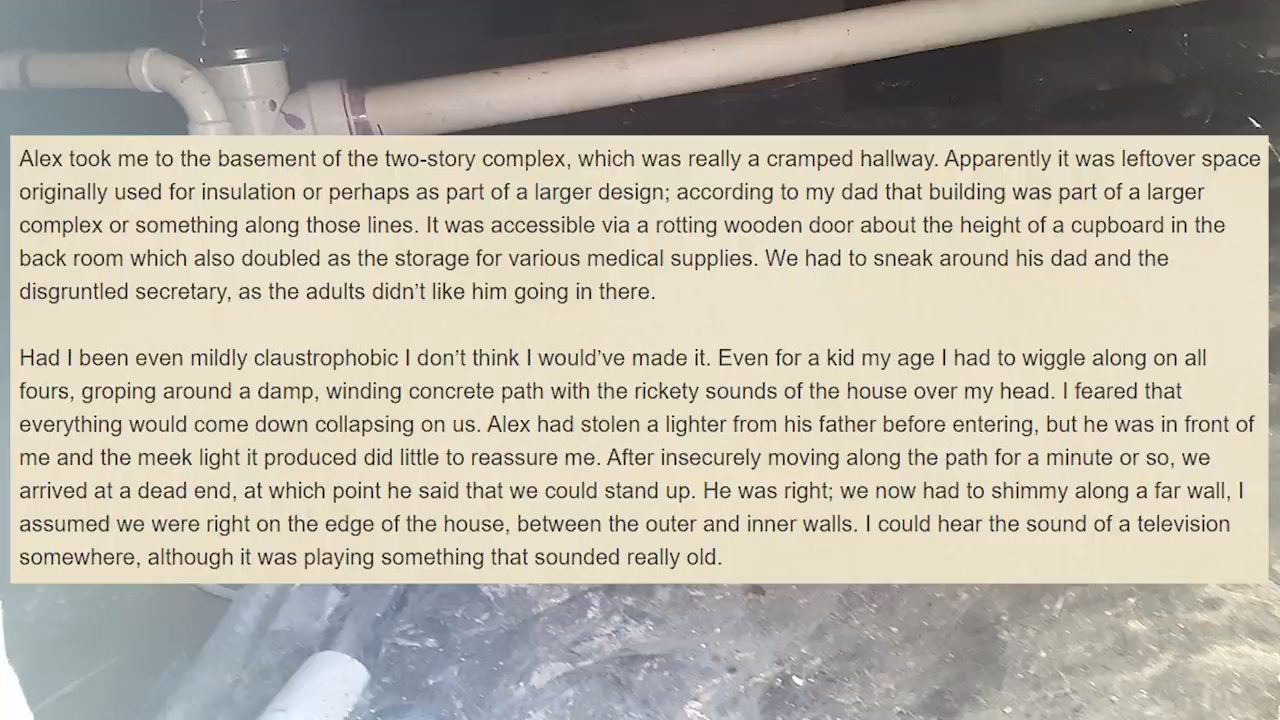 Alex took me to the basement of the two-story complex, which was really a cramped hallway. Apparently it was leftover space
originally used for insulation or perhaps as part of a larger design; according to my dad that building was part of a larger
complex or something along those lines. It was accessible via a rotting wooden door about the height of a cupboard in the
back room which also doubled as the storage for various medical supplies. We had to sneak around his dad and the
disgruntled secretary, as the adults didn’t like him going in there.
Had I been even mildly claustrophobic I don’t think I would’ve made it. Even for a kid my age I had to wiggle along on all
fours, groping around a damp, winding concrete path with the rickety sounds of the house over my head. I feared that
everything would come down collapsing on us. Alex had stolen a lighter from his father before entering, but he was in front of
me and the meek light it produced did little to reassure me. After insecurely moving along the path for a minute or so, we
arrived at a dead end, at which point he said that we could stand up. He was right; we now had to shimmy along a far wall, I
assumed we were right on the edge of the house, between the outer and inner walls. I could hear the sound of a television
somewhere, although it was playing something that sounded really old.